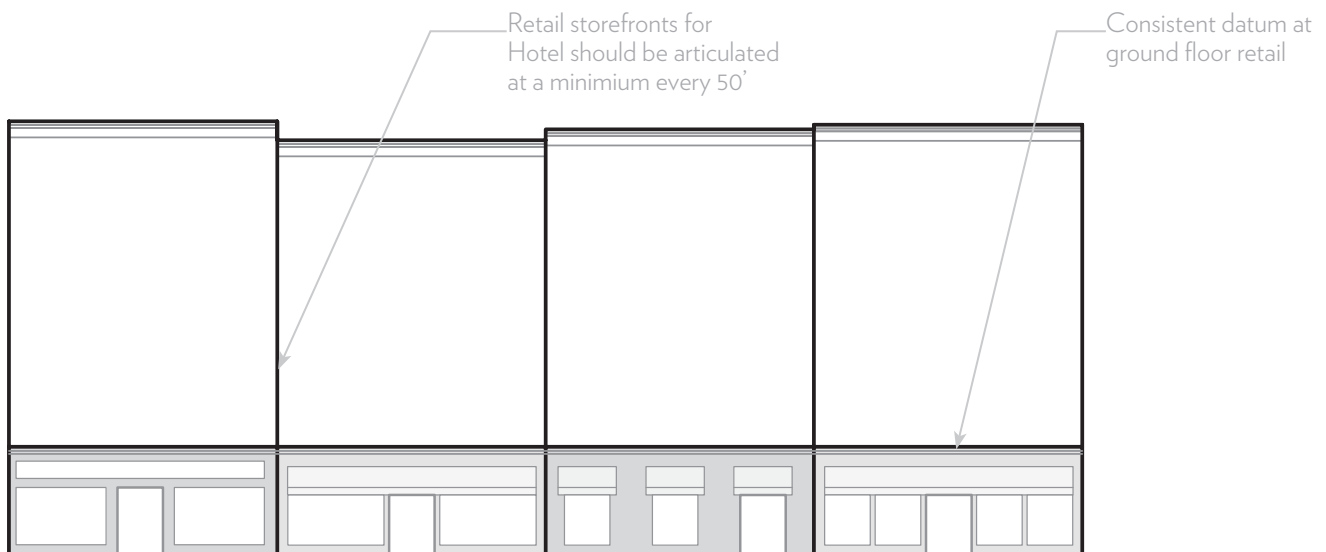 Retail storefronts for
Hotel should be articulated
at a minimium every 50’
Consistent datum at
ground floor retail